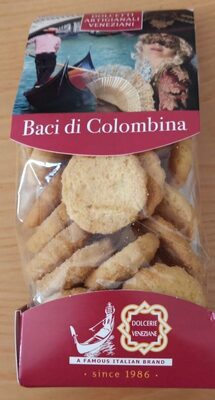 DOLCETTI
ARTIGIANALI
VENEZIANI
Baci di Colombina
DOLCERIE
VENEZIANE
A FAMOUS ITALIAN BRAND
· since 1986 ·